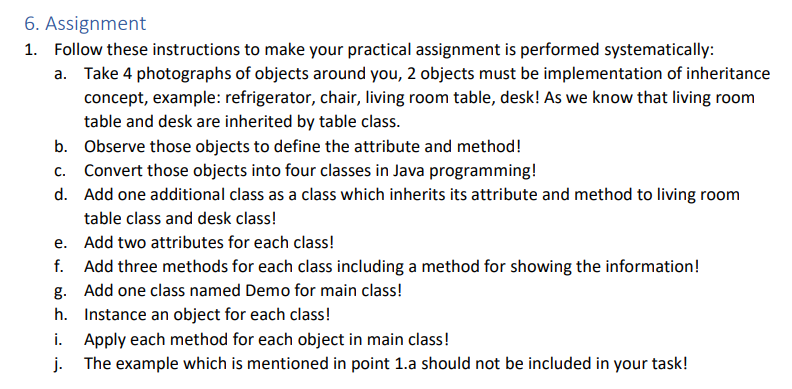 6. Assignment
1. Follow these instructions to make your practical assignment is performed systematically:
a. Take 4 photographs of objects around you, 2 objects must be implementation of inheritance
concept, example: refrigerator, chair, living room table, desk! As we know that living room
table and desk are inherited by table class.
b. Observe those objects to define the attribute and method!
c. Convert those objects into four classes in Java programming!
d. Add one additional class as a class which inherits its attribute and method to living room
table class and desk class!
e. Add two attributes for each class!
f. Add three methods for each class including a method for showing the information!
g. Add one class named Demo for main class!
h. Instance an object for each class!
i. Apply each method for each object in main class!
j. The example which is mentioned in point 1.a should not be included in your task!